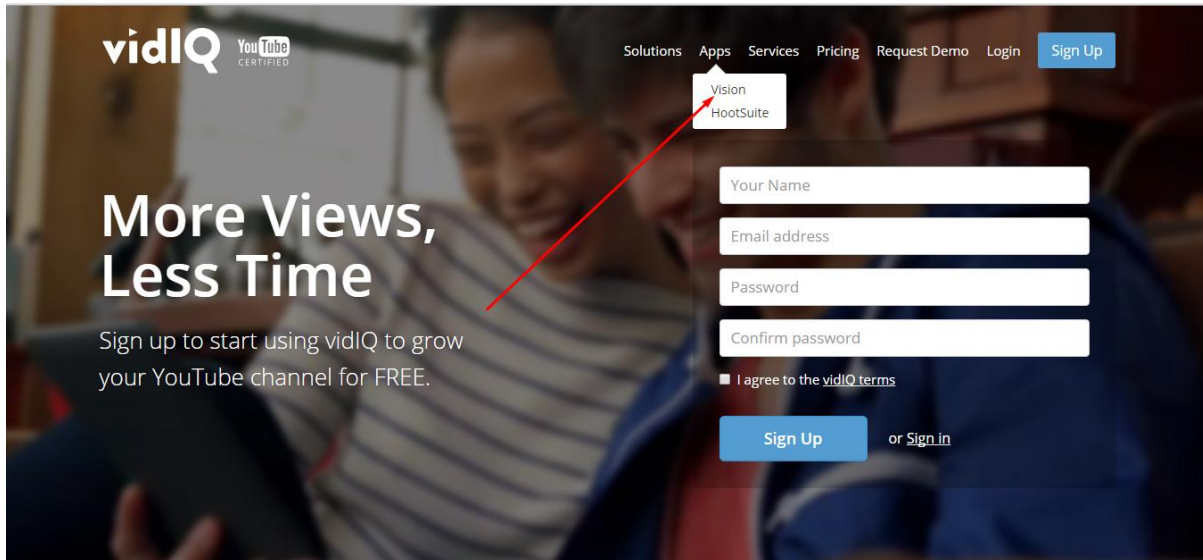 vidIQ YouTube CERTIFIED
Solutions Apps Services Pricing Request Demo Login Sign Up
Vision
HootSuite
More Views,
Less Time
Sign up to start using vidIQ to grow
your YouTube channel for FREE.
Your Name
Email address
Password
Confirm password
I agree to the vidIQ terms
Sign Up or Sign in